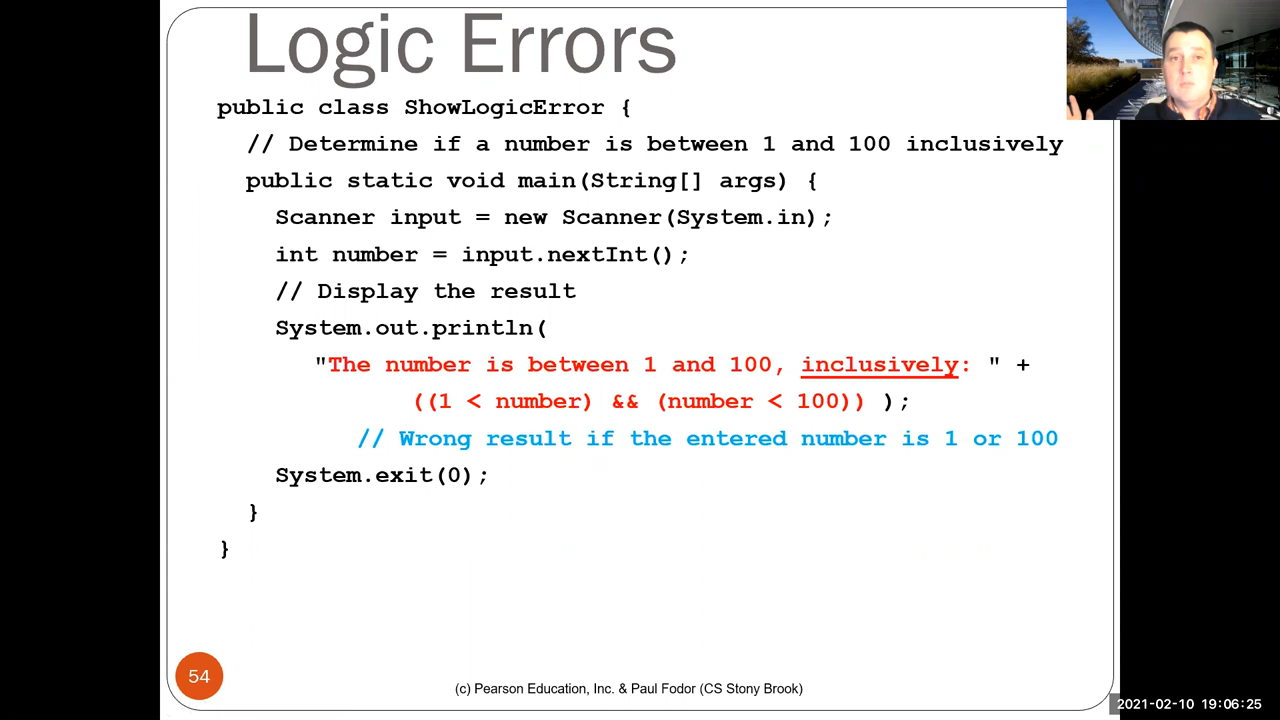 Logic Errors
public class ShowLogicError {
// Determine if a number is between 1 and 100 inclusively
public static void main(String[] args) {
Scanner input = new Scanner(System.in);
int number = input.nextInt();
// Display the result
System.out.println(
"The number is between 1 and 100, inclusively: " +
((1 < number) && (number < 100)) );
// Wrong result if the entered number is 1 or 100
System.exit(0);
}
}
54
(c) Pearson Education, Inc. & Paul Fodor (CS Stony Brook)
2021-02-10 19:06:25